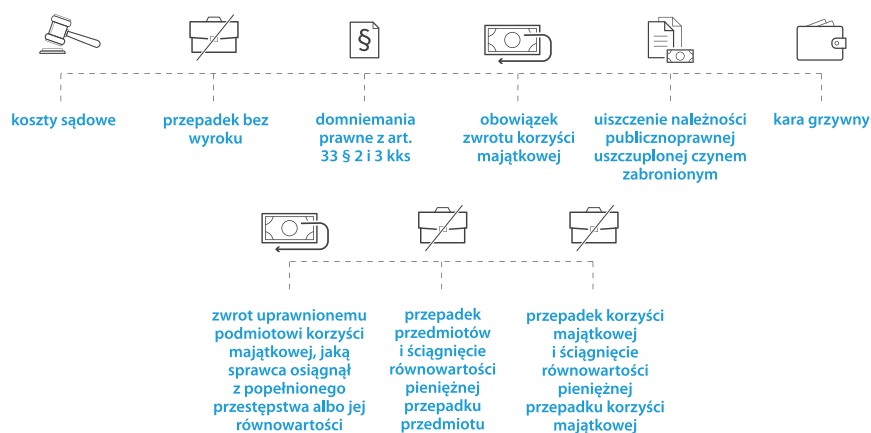 §
koszty sądowe
przepadek bez
wyroku
domniemania
prawne z art.
33 § 2 i 3 kks
obowiązek
zwrotu korzyści
majątkowej
uiszczenie należności
publicznoprawnej
uszczuplonej czynem
zabronionym
kara grzywny
zwrot uprawnionemu
podmiotowi korzyści
majątkowej, jaką
sprawca osiągnął
z popełnionego
przestępstwa albo jej
równowartości
przepadek
przedmiotów
i ściągnięcie
równowartości
pieniężnej
przepadku
przedmiotu
przepadek korzyści
majątkowej
i ściągnięcie
równowartości
pieniężnej
przepadku korzyści
majątkowej